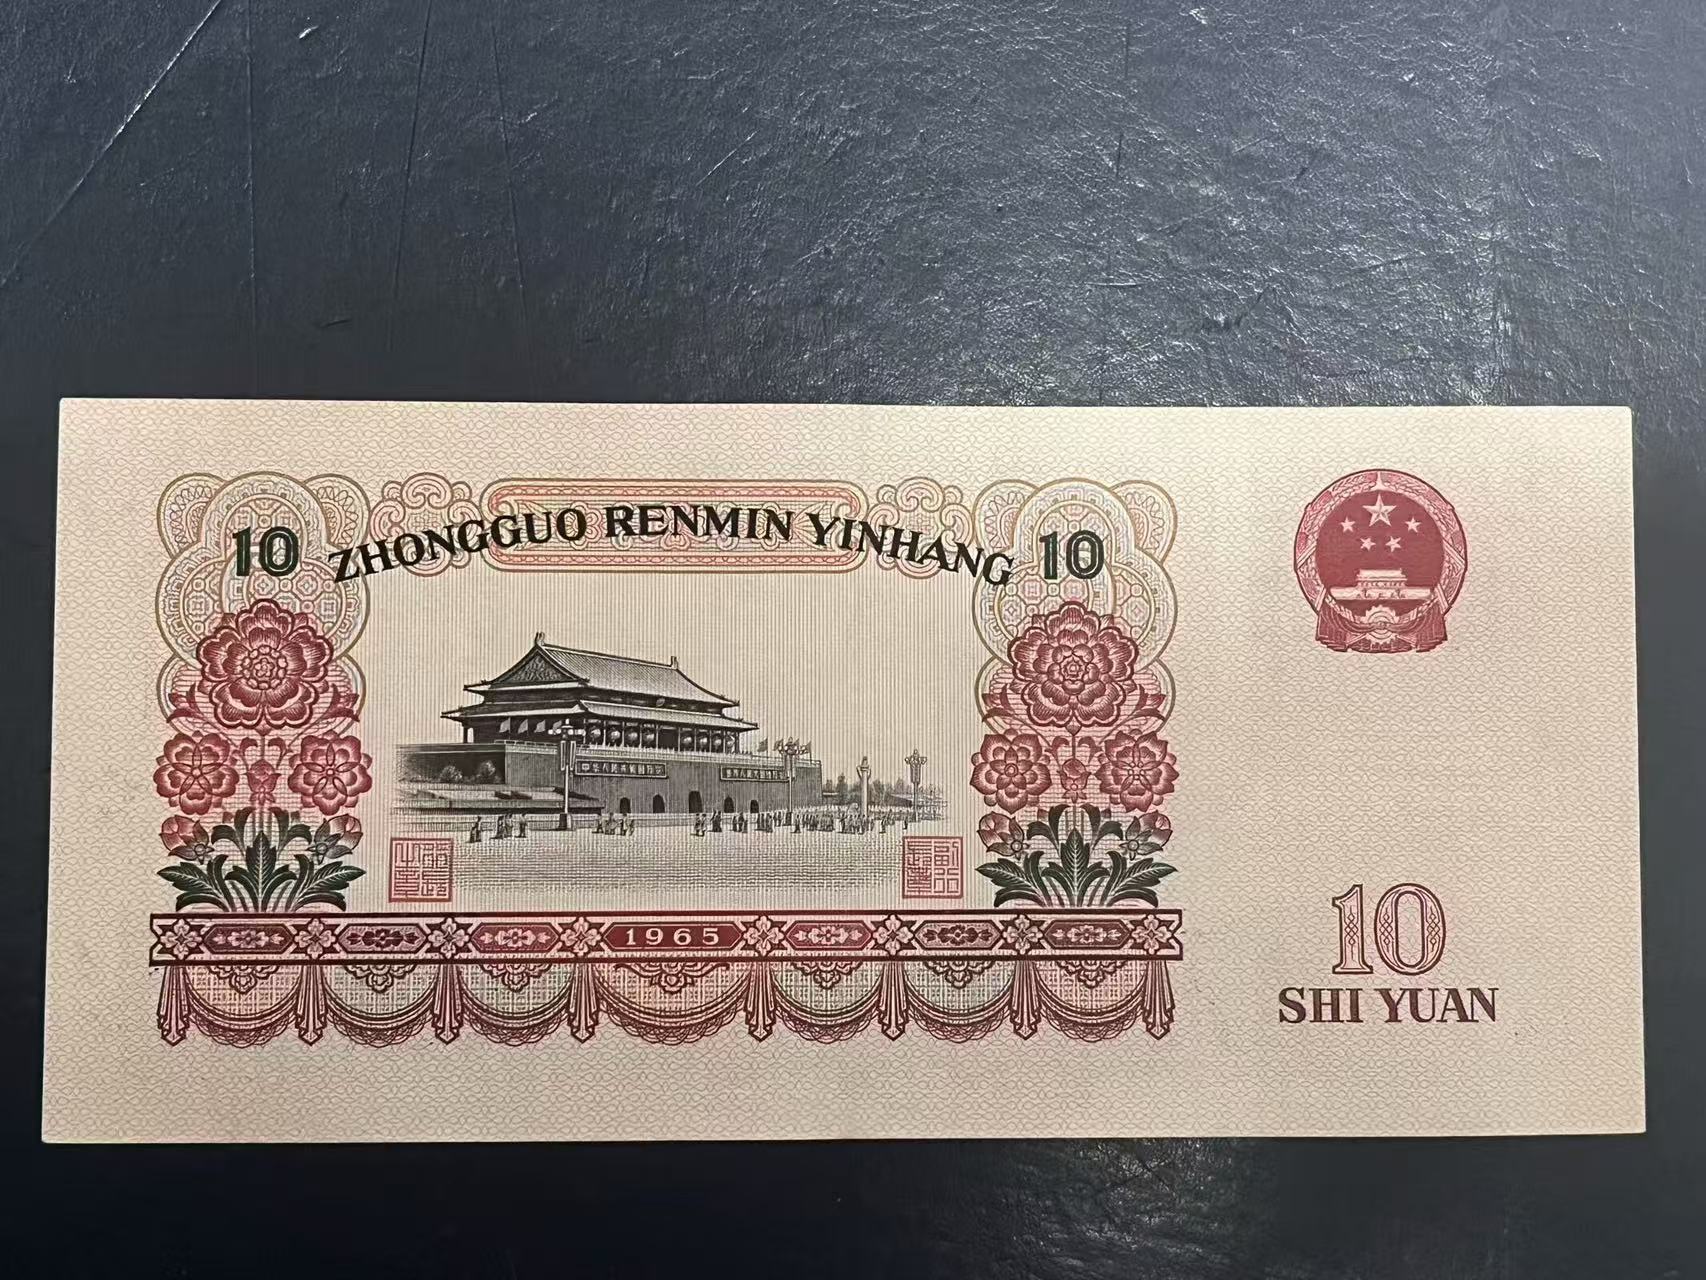 10 ZHONGGUO RENMIN YINHANG 10
1965
10
SHI YUAN